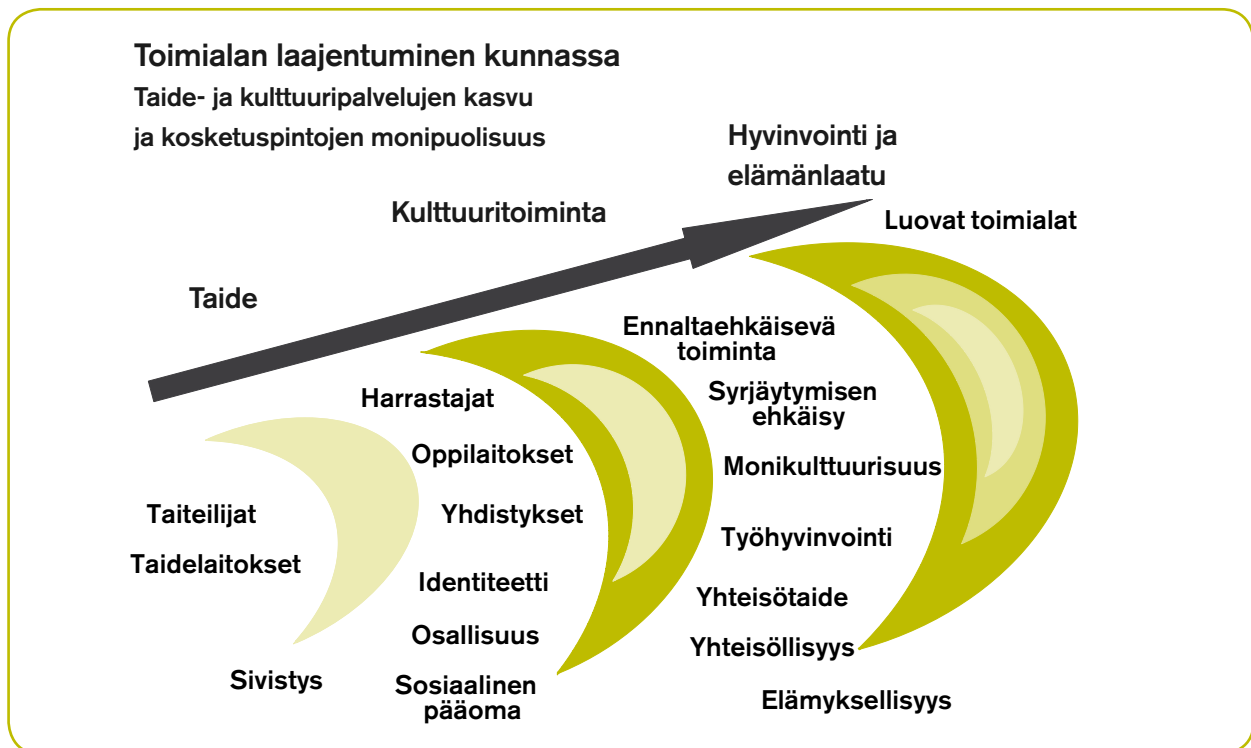 Toimialan laajentuminen kunnassa
Taide- ja kulttuuripalvelujen kasvu
ja kosketuspintojen monipuolisuus
Taide
Kulttuuritoiminta
Hyvinvointi ja
elämänlaatu
Taiteilijat
Taidelaitokset
Sivistys
Harrastajat
Oppilaitokset
Yhdistykset
Identiteetti
Osallisuus
Sosiaalinen
pääoma
Luovat toimialat
Ennaltaehkäisevä
toiminta
Syrjäytymisen
ehkäisy
Monikulttuurisuus
Työhyvinvointi
Yhteisötaide
Yhteisöllisyys
Elämyksellisyys